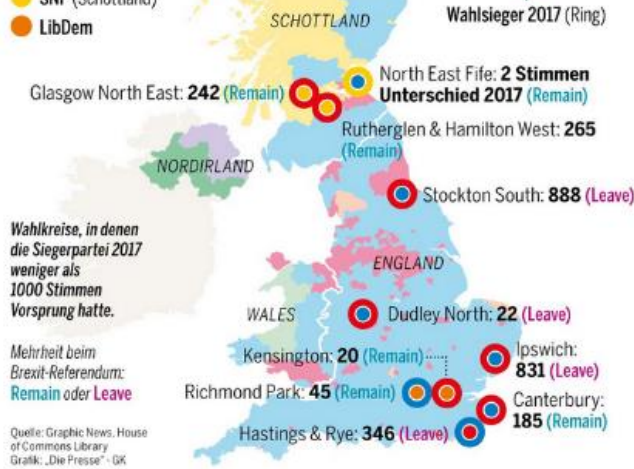 SNP (Schottland)
LibDem
SCHOTTLAND
Wahlsieger 2017 (Ring)
North East Fife: 2 Stimmen
Unterschied 2017 (Remain)
Glasgow North East: 242 (Remain)
Rutherglen & Hamilton West: 265
(Remain)
NORDIRLAND
Stockton South: 888 (Leave)
Wahlkreise, in denen
die Siegerpartei 2017
weniger als
1000 Stimmen
Vorsprung hatte.
ENGLAND
WALES
Dudley North: 22 (Leave)
Mehrheit beim
Brexit-Referendum:
Remain oder Leave
Kensington: 20 (Remain)
Ipswich:
831 (Leave)
Richmond Park: 45 (Remain)
Canterbury:
185 (Remain)
Hastings & Rye: 346 (Leave)
Quelle: Graphic News, House
of Commons Library
Grafik: „Die Presse" - GK